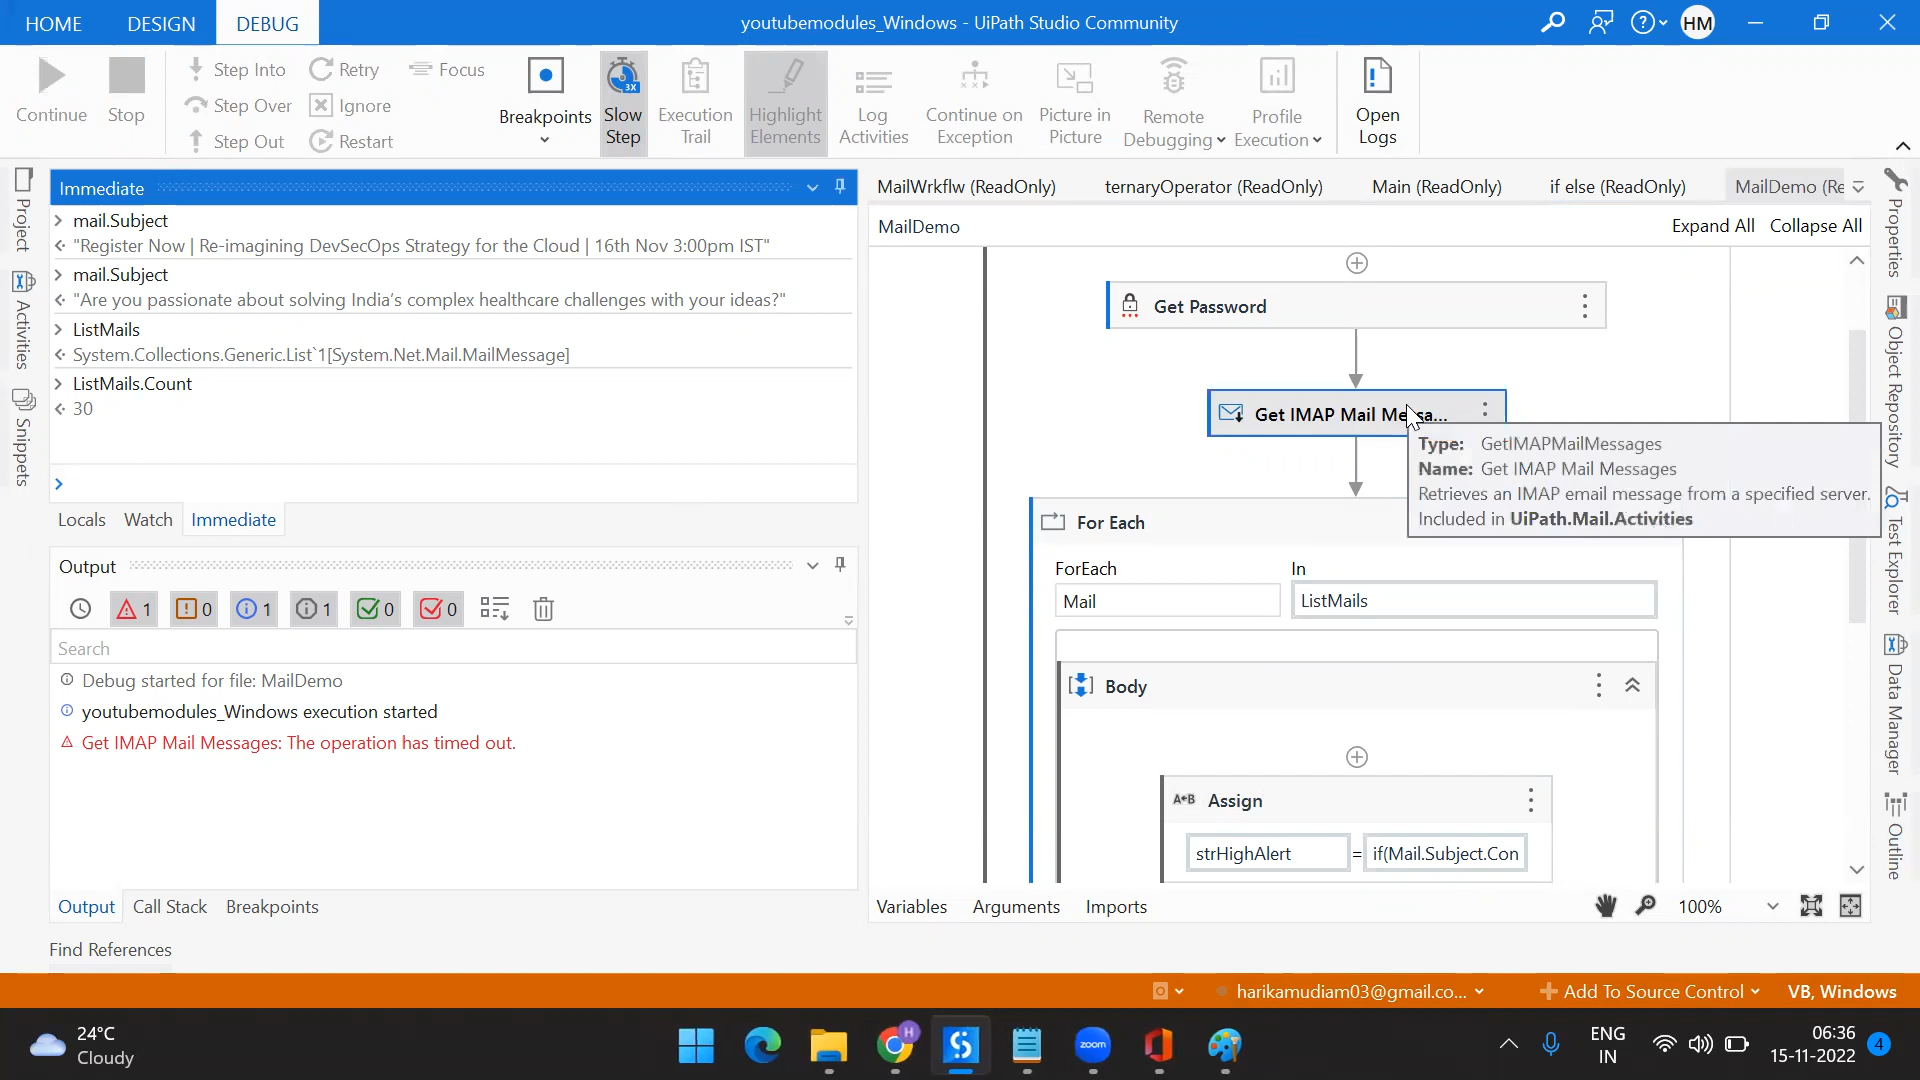 HOME
DESIGN
DEBUG
youtubemodules_Windows - UiPath Studio Community
HM
Continue
Stop
Step Into
Step Over
Step Out
Retry
Ignore
Restart
Focus
Breakpoints
3X
Slow
Step
Execution
Trail
Highlight
Elements
Log
Activities
Continue on
Exception
Picture in
Picture
Remote
Debugging
Profile
Execution
Open
Logs
Project
Activities
Snippets
Immediate
mail.Subject
"Register Now | Re-imagining DevSecOps Strategy for the Cloud | 16th Nov 3:00pm IST"
mail.Subject
"Are you passionate about solving India's complex healthcare challenges with your ideas?"
ListMails
System.Collections.Generic.List`1[System.Net.Mail.MailMessage]
ListMails.Count
30
Locals
Watch
Immediate
Output
1
0
1
1
0
0
Search
Debug started for file: MailDemo
youtubemodules_Windows execution started
Get IMAP Mail Messages: The operation has timed out.
Output
Call Stack
Breakpoints
Find References
MailWrkflw (ReadOnly)
ternaryOperator (ReadOnly)
Main (ReadOnly)
if else (ReadOnly)
MailDemo (Re
MailDemo
Expand All
Collapse All
Get Password
Get IMAP Mail Messa...
Type: GetIMAPMailMessages
Name: Get IMAP Mail Messages
Retrieves an IMAP email message from a specified server.
Included in UiPath.Mail.Activities
For Each
ForEach
In
Mail
ListMails
Body
A←B Assign
strHighAlert
=
if(Mail.Subject.Con
Variables
Arguments
Imports
100%
Properties
Object Repository
Test Explorer
Data Manager
Outline
harikamudiam03@gmail.co...
Add To Source Control
VB, Windows
24°C
Cloudy
H
zoom
ENG
IN
06:36
15-11-2022
4